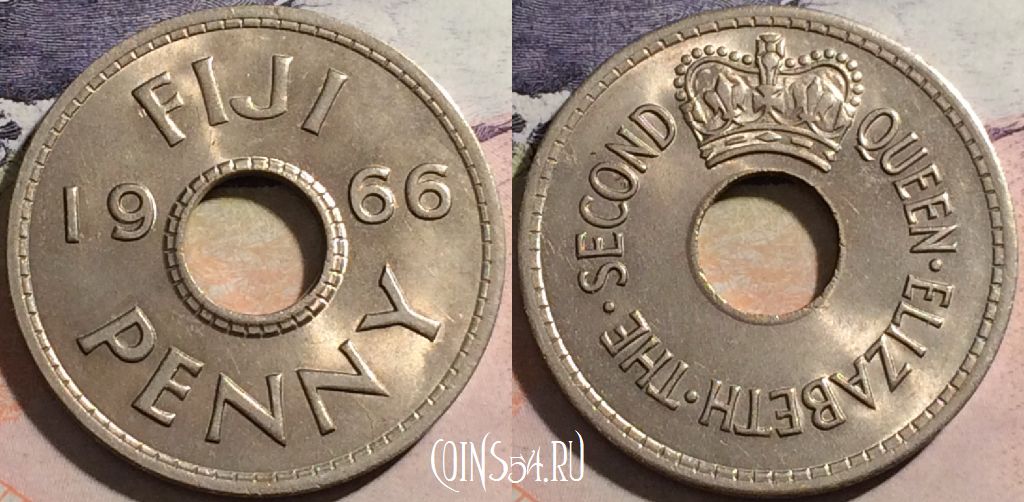 FIJI
1966
PENNY
QUEEN·ELIZABETH·THE·SECOND
COINS54.RU